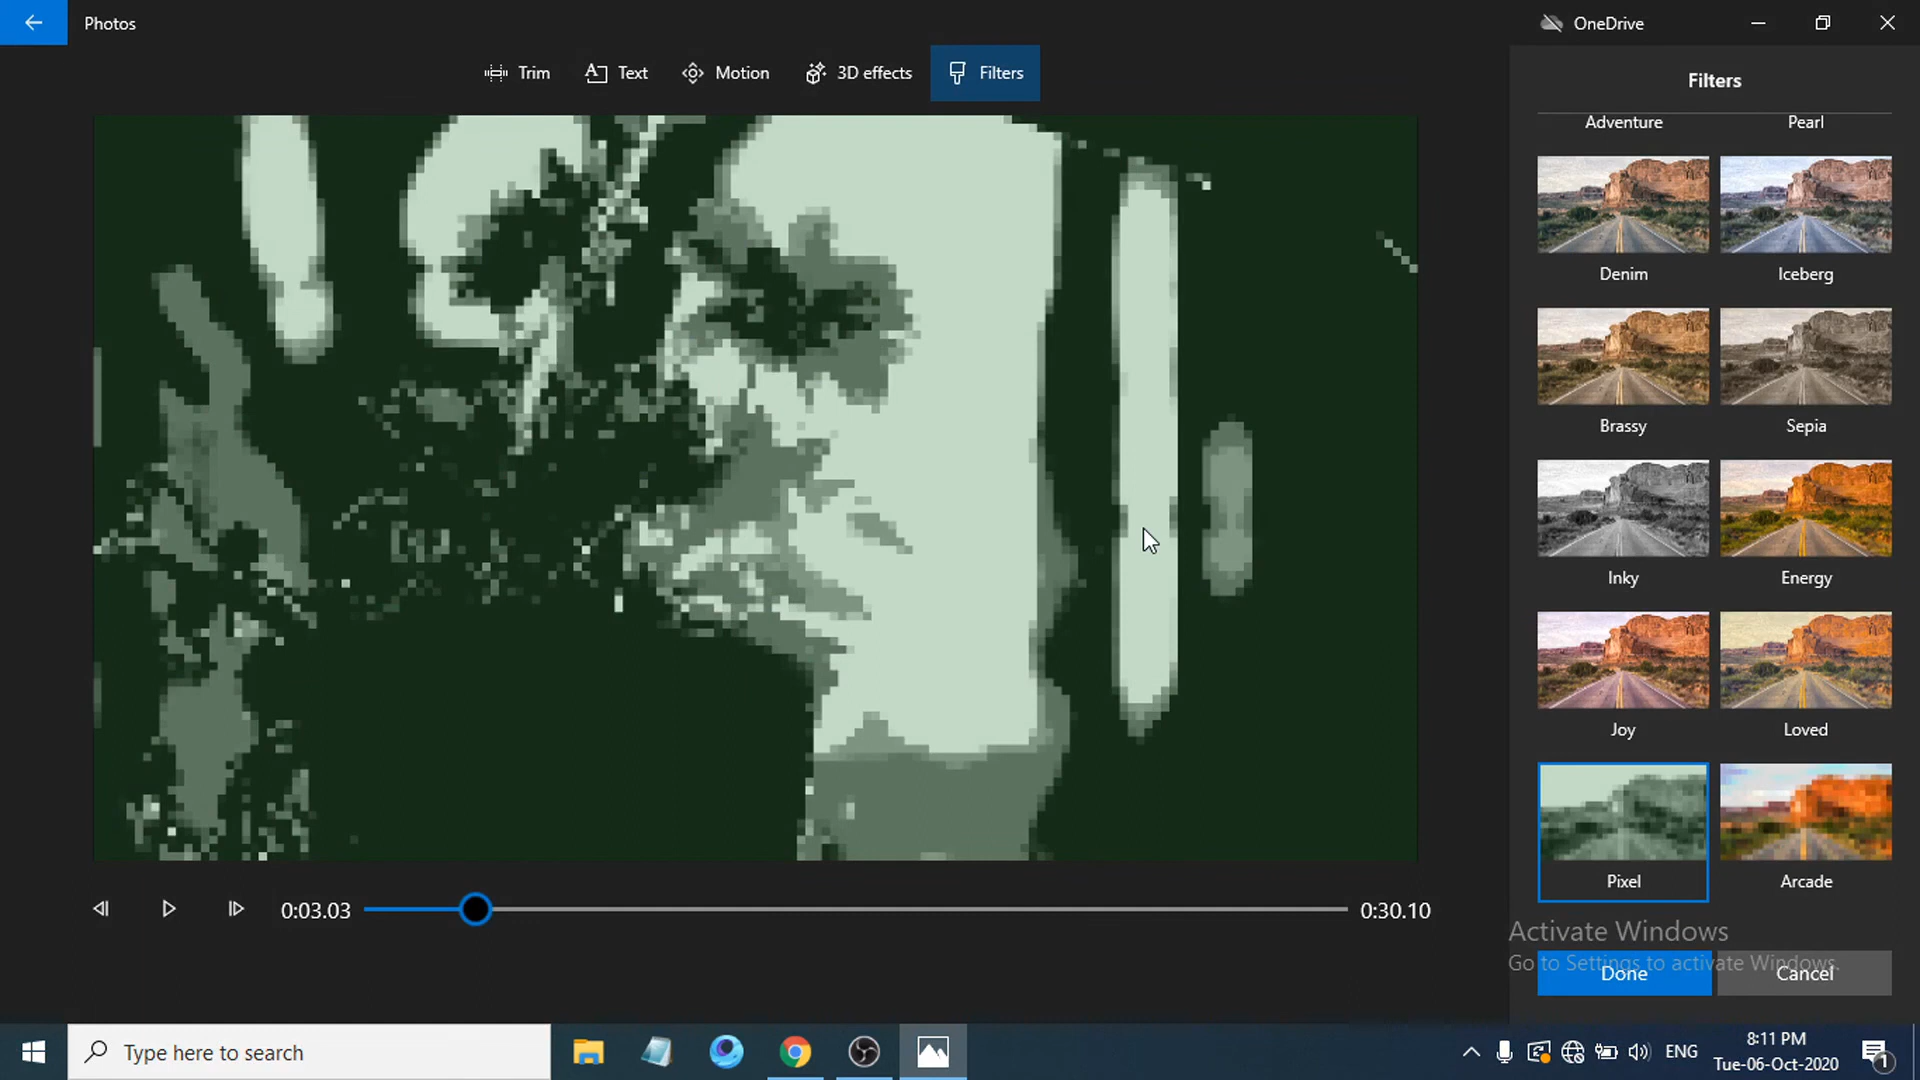 Photos
OneDrive
Trim
Text
Motion
3D effects
Filters
Filters
Adventure
Pearl
Denim
Iceberg
Brassy
Sepia
Inky
Energy
Joy
Loved
Pixel
Arcade
0:03.03
0:30.10
Activate Windows
Go to Settings to activate Windows.
Done
Cancel
Type here to search
ENG
8:11 PM
Tue-06-Oct-2020
1